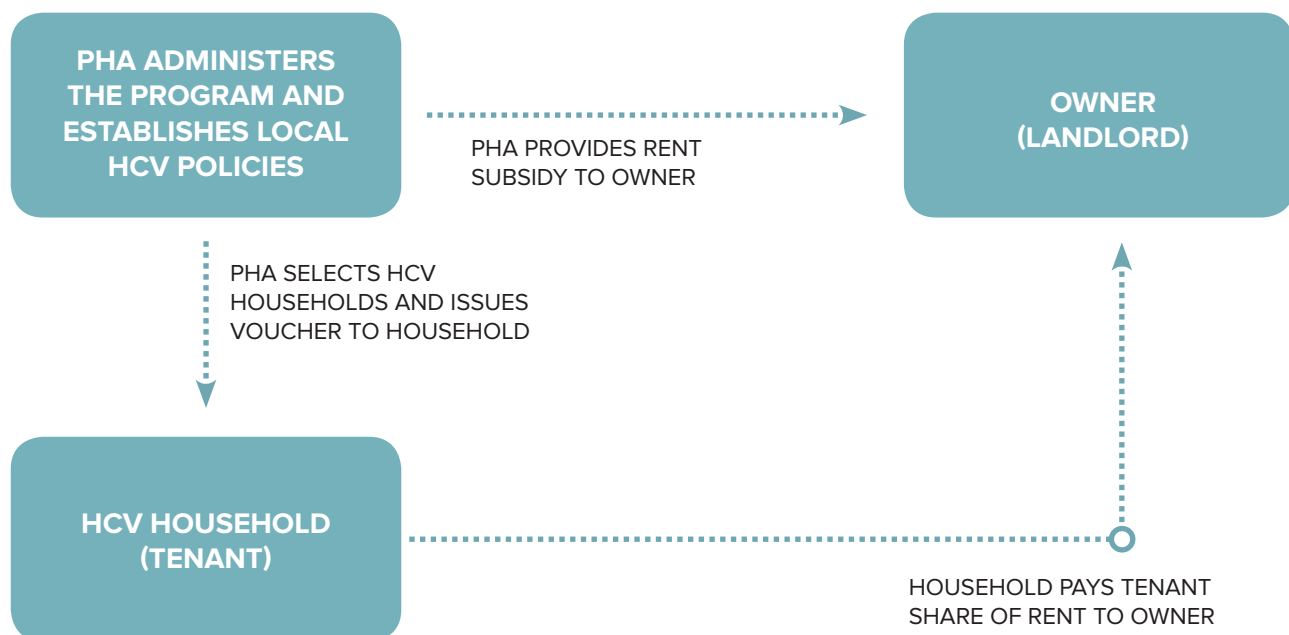 PHA ADMINISTERS
THE PROGRAM AND
ESTABLISHES LOCAL
HCV POLICIES
PHA PROVIDES RENT
SUBSIDY TO OWNER
OWNER
(LANDLORD)
PHA SELECTS HCV
HOUSEHOLDS AND ISSUES
VOUCHER TO HOUSEHOLD
HCV HOUSEHOLD
(TENANT)
HOUSEHOLD PAYS TENANT
SHARE OF RENT TO OWNER